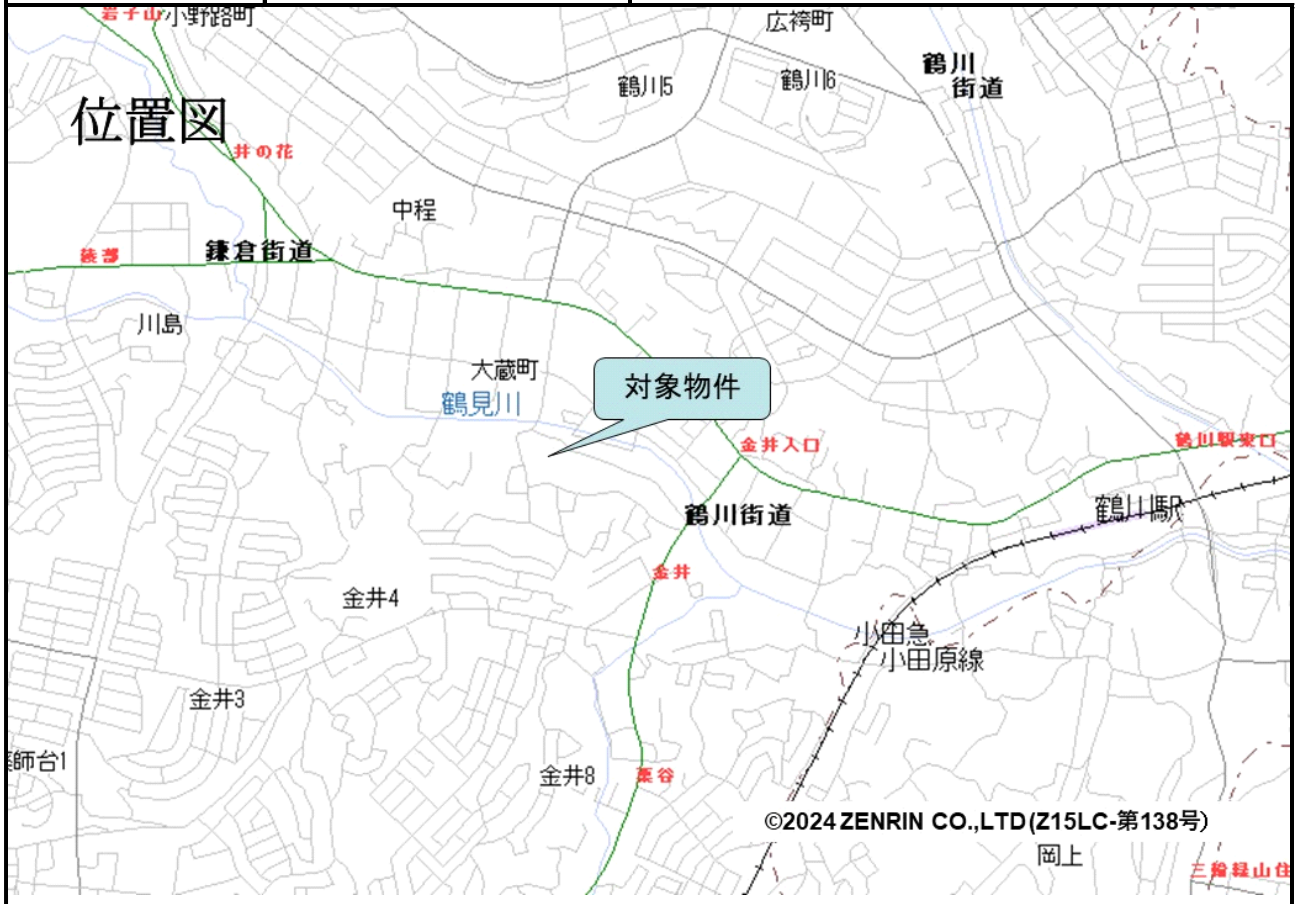 岩子山
小野路町
広袴町
鶴川
街道
鶴川5
鶴川6
位置図
井の花
中程
綾部
鎌倉街道
川島
大蔵町
対象物件
鶴見川
金井入口
鶴川駅東口
鶴川街道
鶴川駅
金井
金井4
小田急
小田原線
金井3
薬師台1
金井8
栗谷
©2024 ZENRIN CO.,LTD(Z15LC-第138号)
岡上
三輪緑山住